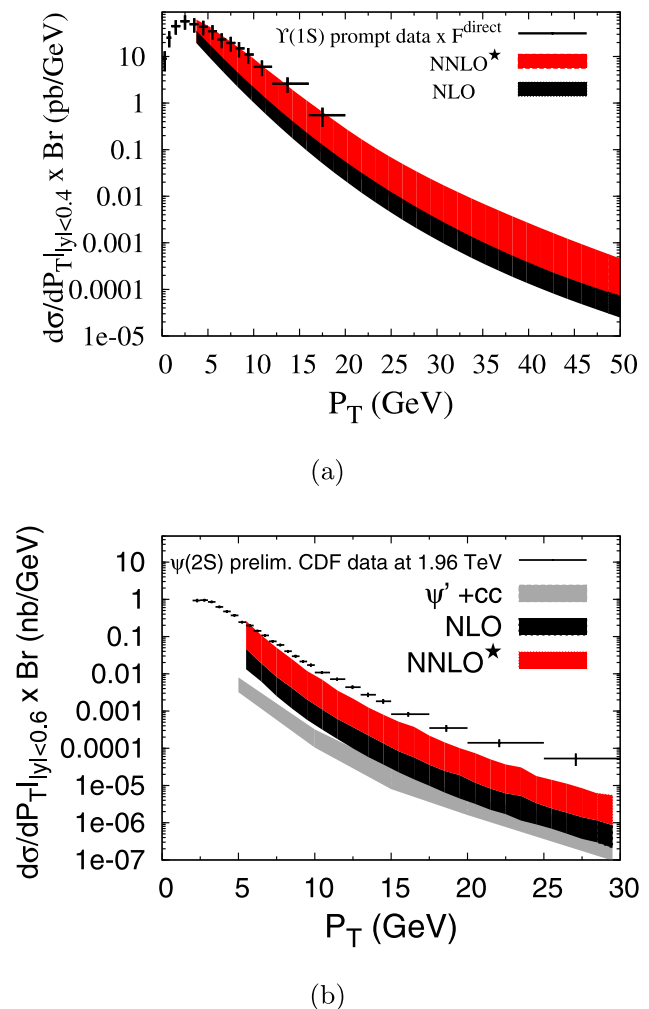 dσ/dP_T|_|y|<0.4 x Br (pb/GeV)
10
1
0.1
0.01
0.001
0.0001
1e-05
ϒ(1S) prompt data x F^direct
NNLO★
NLO
0 5 10 15 20 25 30 35 40 45 50
P_T (GeV)
(a)
dσ/dP_T|_|y|<0.6 x Br (nb/GeV)
10
1
0.1
0.01
0.001
0.0001
1e-05
1e-06
1e-07
ψ(2S) prelim. CDF data at 1.96 TeV
ψ' +cc
NLO
NNLO★
0 5 10 15 20 25 30
P_T (GeV)
(b)